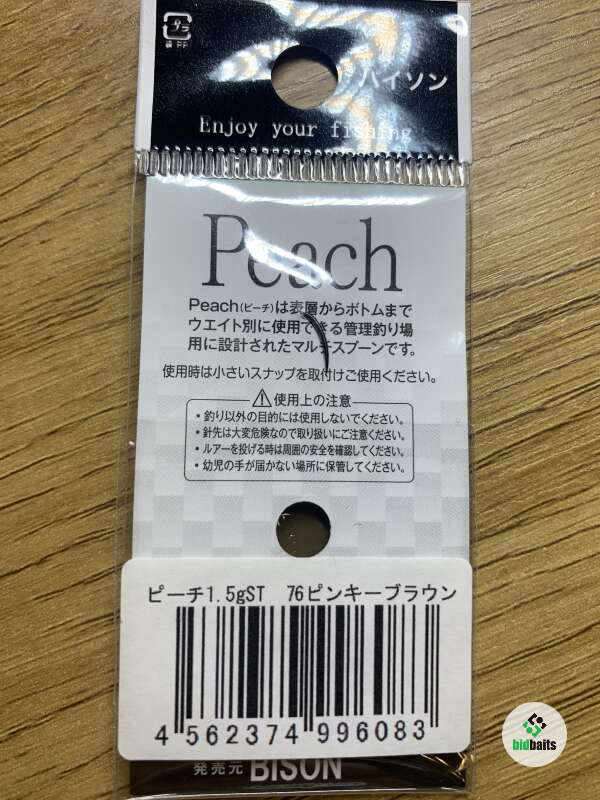 プラ
袋 PP
バイソン
Enjoy your fishing
Peach
Peach(ピーチ)は表層からボトムまで
ウエイト別に使用できる管理釣り場
用に設計されたマルチスプーンです。
使用時は小さいスナップを取付けご使用ください。
使用上の注意
・釣り以外の目的には使用しないでください。
・針先は大変危険なので取り扱いにご注意ください。
・ルアーを投げる時は周囲の安全を確認してください。
・幼児の手が届かない場所に保管してください。
ピーチ1.5gST 76ピンキーブラウン
4 562374 996083
発売元 BISON
bidbaits